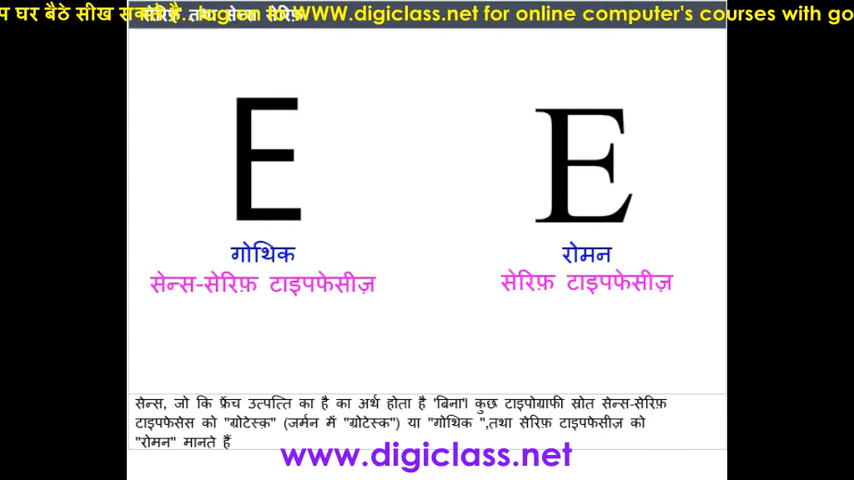 प घर बैठे सीख सकते है...log on to WWW.digiclass.net for online computer's courses with go
सेरिफ़ तथा सेन्स सेरिफ़
E E
गोथिक रोमन
सेन्स-सेरिफ़ टाइपफेसीज़ सेरिफ़ टाइपफेसीज़
सेन्स, जो कि फ्रैंच उत्पत्ति का है का अर्थ होता है 'बिना'। कुछ टाइपोग्राफी स्रोत सेन्स-सेरिफ़
टाइपफेसेस को "ग्रोटेस्क़" (जर्मन में "ग्रोटेस्क") या "गोथिक ",तथा सेरिफ़ टाइपफेसीज़ को
"रोमन" मानते हैं
www.digiclass.net